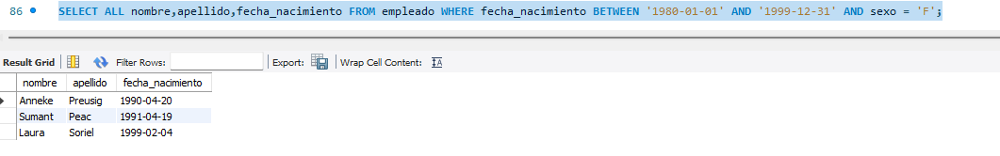 86 SELECT ALL nombre,apellido,fecha_nacimiento FROM empleado WHERE fecha_nacimiento BETWEEN '1980-01-01' AND '1999-12-31' AND sexo = 'F';
Result Grid Filter Rows: Export: Wrap Cell Content:
nombre apellido fecha_nacimiento
Anneke Preusig 1990-04-20
Sumant Peac 1991-04-19
Laura Soriel 1999-02-04